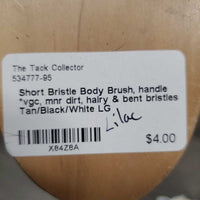 The Tack Collector
534777-95
Short Bristle Body Brush, handle
*vgc, mnr dirt, hairy & bent bristles
Tan/Black/White LG
Lilac
$4.00
X84Z8A